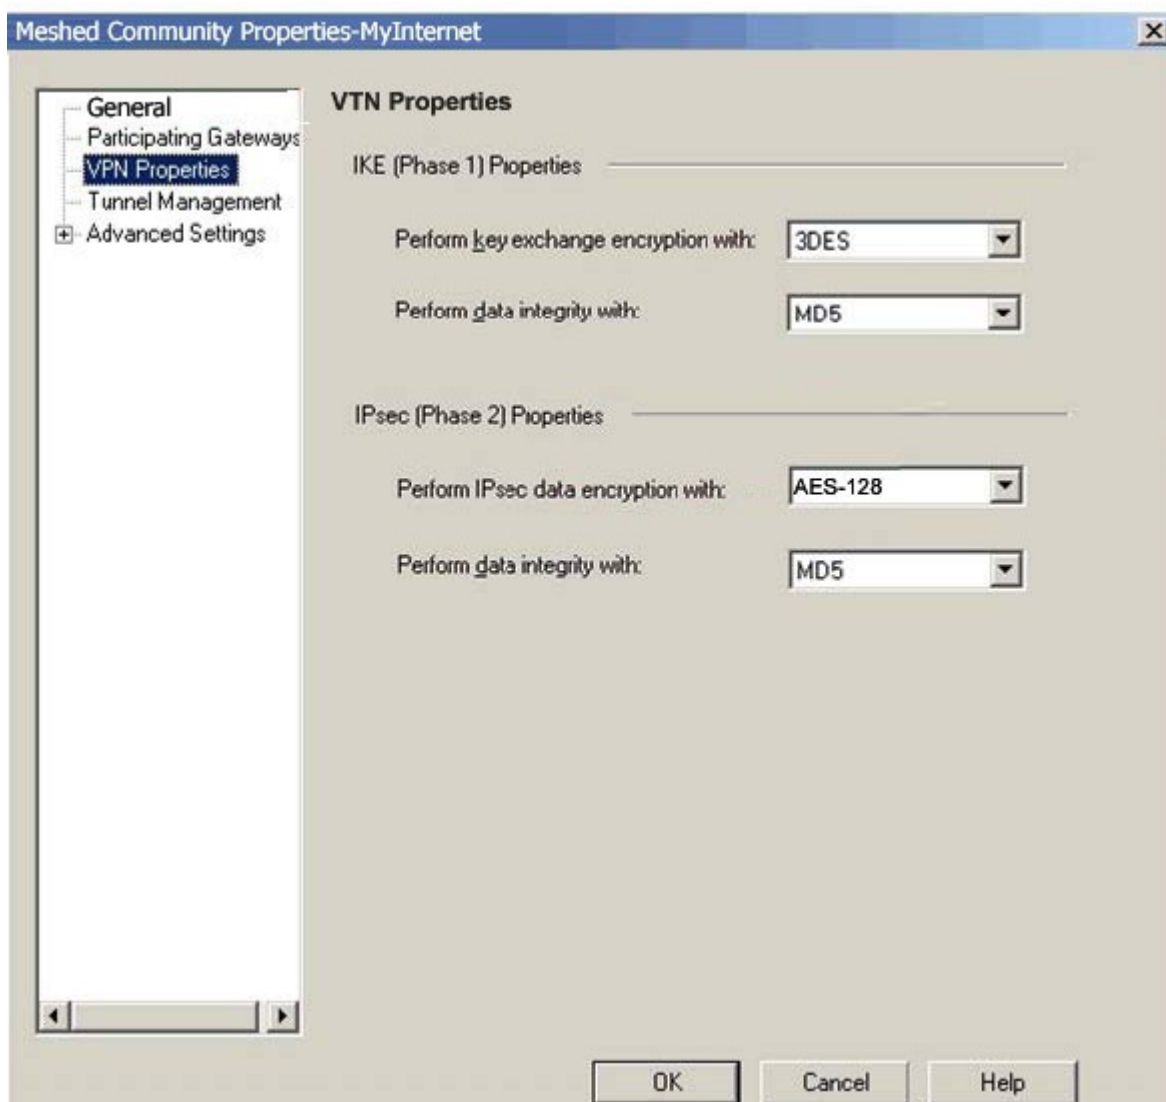 Meshed Community Properties-MyInternet
General
Participating Gateways
VPN Properties
Tunnel Management
Advanced Settings
VTN Properties
IKE (Phase 1) Properties
Perform key exchange encryption with: 3DES
Perform data integrity with: MD5
IPsec (Phase 2) Properties
Perform IPsec data encryption with: AES-128
Perform data integrity with: MD5
OK Cancel Help